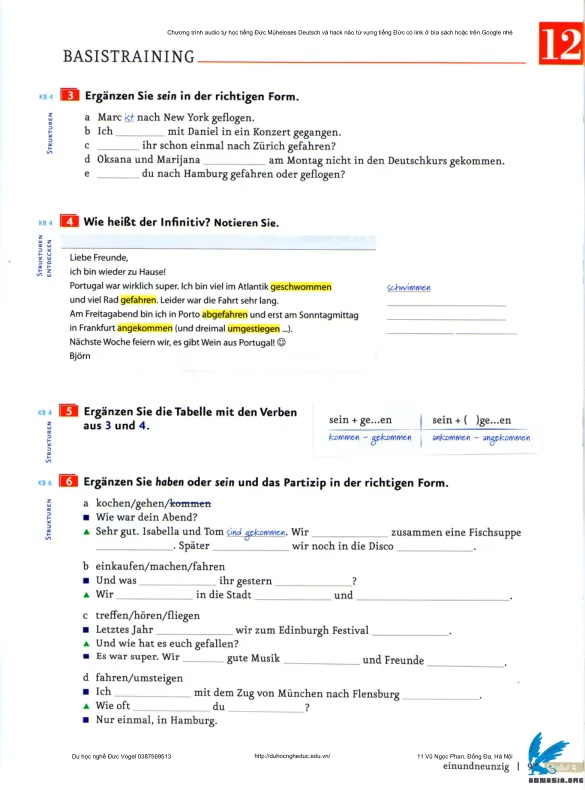 Chương trình audio tự học tiếng Đức Müheloses Deutsch và hack não từ vựng tiếng Đức có link ở bìa sách hoặc trên Google nhé
BASISTRAINING
12
KB 4 3 Ergänzen Sie sein in der richtigen Form.
STRUKTUREN
a Marc ist nach New York geflogen.
b Ich ________ mit Daniel in ein Konzert gegangen.
c ________ ihr schon einmal nach Zürich gefahren?
d Oksana und Marijana ________ am Montag nicht in den Deutschkurs gekommen.
e ________ du nach Hamburg gefahren oder geflogen?
KB 4 4 Wie heißt der Infinitiv? Notieren Sie.
STRUKTUREN ENTDECKEN
Liebe Freunde,
ich bin wieder zu Hause!
Portugal war wirklich super. Ich bin viel im Atlantik geschwommen schwimmen
und viel Rad gefahren. Leider war die Fahrt sehr lang.
Am Freitagabend bin ich in Porto abgefahren und erst am Sonntagmittag
in Frankfurt angekommen (und dreimal umgestiegen ...).
Nächste Woche feiern wir, es gibt Wein aus Portugal! ☺
Björn
KB 4 5 Ergänzen Sie die Tabelle mit den Verben
aus 3 und 4.
STRUKTUREN
sein + ge...en sein + ( )ge...en
kommen – gekommen ankommen – angekommen
KB 6 6 Ergänzen Sie haben oder sein und das Partizip in der richtigen Form.
STRUKTUREN
a kochen/gehen/kommen
■ Wie war dein Abend?
▲ Sehr gut. Isabella und Tom sind gekommen. Wir ________ zusammen eine Fischsuppe
________. Später ________ wir noch in die Disco ________.
b einkaufen/machen/fahren
■ Und was ________ ihr gestern ________?
▲ Wir ________ in die Stadt ________ und ________.
c treffen/hören/fliegen
■ Letztes Jahr ________ wir zum Edinburgh Festival ________.
▲ Und wie hat es euch gefallen?
■ Es war super. Wir ________ gute Musik ________ und Freunde ________.
d fahren/umsteigen
■ Ich ________ mit dem Zug von München nach Flensburg ________.
▲ Wie oft ________ du ________?
■ Nur einmal, in Hamburg.
Du học nghề Đức Vogel 0387569513 http://duhocngheduc.edu.vn/ 11 Vũ Ngọc Phan, Đống Đa, Hà Nội
einundneunzig | 9